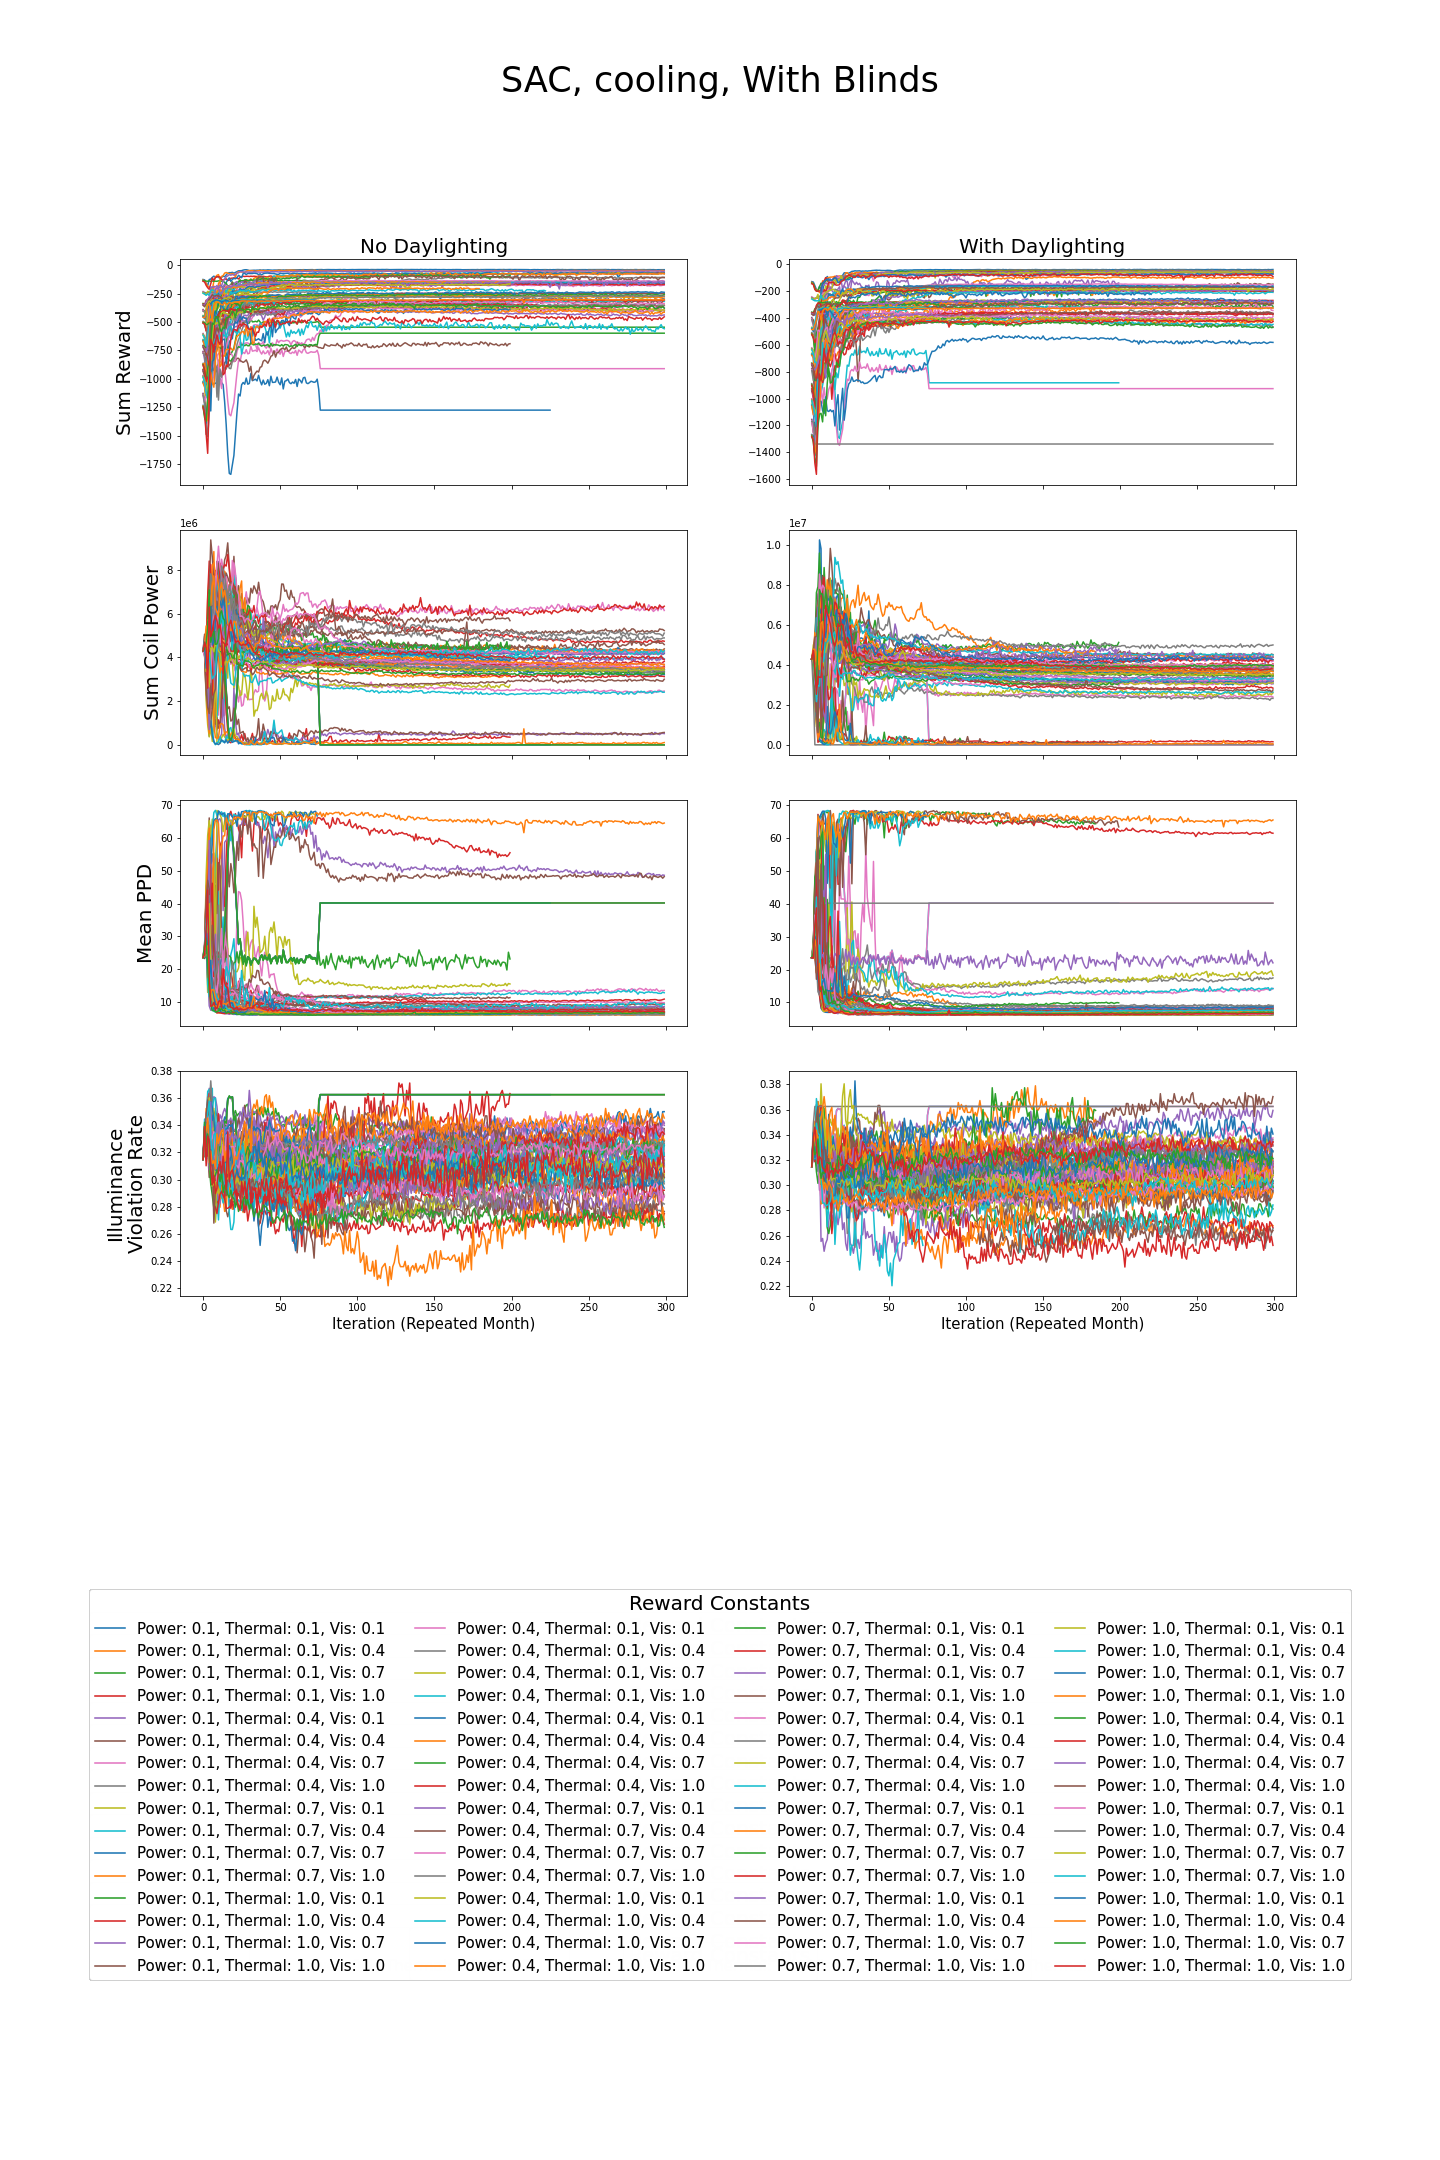 SAC, cooling, With Blinds
No Daylighting
With Daylighting
Sum Reward
0
−250
−500
−750
−1000
−1250
−1500
−1750
0
−200
−400
−600
−800
−1000
−1200
−1400
−1600
Sum Coil Power
1e6
8
6
4
2
0
1e7
1.0
0.8
0.6
0.4
0.2
0.0
Mean PPD
70
60
50
40
30
20
10
70
60
50
40
30
20
10
Illuminance
Violation Rate
0.38
0.36
0.34
0.32
0.30
0.28
0.26
0.24
0.22
0 50 100 150 200 250 300
Iteration (Repeated Month)
0.38
0.36
0.34
0.32
0.30
0.28
0.26
0.24
0.22
0 50 100 150 200 250 300
Iteration (Repeated Month)
Reward Constants
Power: 0.1, Thermal: 0.1, Vis: 0.1
Power: 0.1, Thermal: 0.1, Vis: 0.4
Power: 0.1, Thermal: 0.1, Vis: 0.7
Power: 0.1, Thermal: 0.1, Vis: 1.0
Power: 0.1, Thermal: 0.4, Vis: 0.1
Power: 0.1, Thermal: 0.4, Vis: 0.4
Power: 0.1, Thermal: 0.4, Vis: 0.7
Power: 0.1, Thermal: 0.4, Vis: 1.0
Power: 0.1, Thermal: 0.7, Vis: 0.1
Power: 0.1, Thermal: 0.7, Vis: 0.4
Power: 0.1, Thermal: 0.7, Vis: 0.7
Power: 0.1, Thermal: 0.7, Vis: 1.0
Power: 0.1, Thermal: 1.0, Vis: 0.1
Power: 0.1, Thermal: 1.0, Vis: 0.4
Power: 0.1, Thermal: 1.0, Vis: 0.7
Power: 0.1, Thermal: 1.0, Vis: 1.0
Power: 0.4, Thermal: 0.1, Vis: 0.1
Power: 0.4, Thermal: 0.1, Vis: 0.4
Power: 0.4, Thermal: 0.1, Vis: 0.7
Power: 0.4, Thermal: 0.1, Vis: 1.0
Power: 0.4, Thermal: 0.4, Vis: 0.1
Power: 0.4, Thermal: 0.4, Vis: 0.4
Power: 0.4, Thermal: 0.4, Vis: 0.7
Power: 0.4, Thermal: 0.4, Vis: 1.0
Power: 0.4, Thermal: 0.7, Vis: 0.1
Power: 0.4, Thermal: 0.7, Vis: 0.4
Power: 0.4, Thermal: 0.7, Vis: 0.7
Power: 0.4, Thermal: 0.7, Vis: 1.0
Power: 0.4, Thermal: 1.0, Vis: 0.1
Power: 0.4, Thermal: 1.0, Vis: 0.4
Power: 0.4, Thermal: 1.0, Vis: 0.7
Power: 0.4, Thermal: 1.0, Vis: 1.0
Power: 0.7, Thermal: 0.1, Vis: 0.1
Power: 0.7, Thermal: 0.1, Vis: 0.4
Power: 0.7, Thermal: 0.1, Vis: 0.7
Power: 0.7, Thermal: 0.1, Vis: 1.0
Power: 0.7, Thermal: 0.4, Vis: 0.1
Power: 0.7, Thermal: 0.4, Vis: 0.4
Power: 0.7, Thermal: 0.4, Vis: 0.7
Power: 0.7, Thermal: 0.4, Vis: 1.0
Power: 0.7, Thermal: 0.7, Vis: 0.1
Power: 0.7, Thermal: 0.7, Vis: 0.4
Power: 0.7, Thermal: 0.7, Vis: 0.7
Power: 0.7, Thermal: 0.7, Vis: 1.0
Power: 0.7, Thermal: 1.0, Vis: 0.1
Power: 0.7, Thermal: 1.0, Vis: 0.4
Power: 0.7, Thermal: 1.0, Vis: 0.7
Power: 0.7, Thermal: 1.0, Vis: 1.0
Power: 1.0, Thermal: 0.1, Vis: 0.1
Power: 1.0, Thermal: 0.1, Vis: 0.4
Power: 1.0, Thermal: 0.1, Vis: 0.7
Power: 1.0, Thermal: 0.1, Vis: 1.0
Power: 1.0, Thermal: 0.4, Vis: 0.1
Power: 1.0, Thermal: 0.4, Vis: 0.4
Power: 1.0, Thermal: 0.4, Vis: 0.7
Power: 1.0, Thermal: 0.4, Vis: 1.0
Power: 1.0, Thermal: 0.7, Vis: 0.1
Power: 1.0, Thermal: 0.7, Vis: 0.4
Power: 1.0, Thermal: 0.7, Vis: 0.7
Power: 1.0, Thermal: 0.7, Vis: 1.0
Power: 1.0, Thermal: 1.0, Vis: 0.1
Power: 1.0, Thermal: 1.0, Vis: 0.4
Power: 1.0, Thermal: 1.0, Vis: 0.7
Power: 1.0, Thermal: 1.0, Vis: 1.0